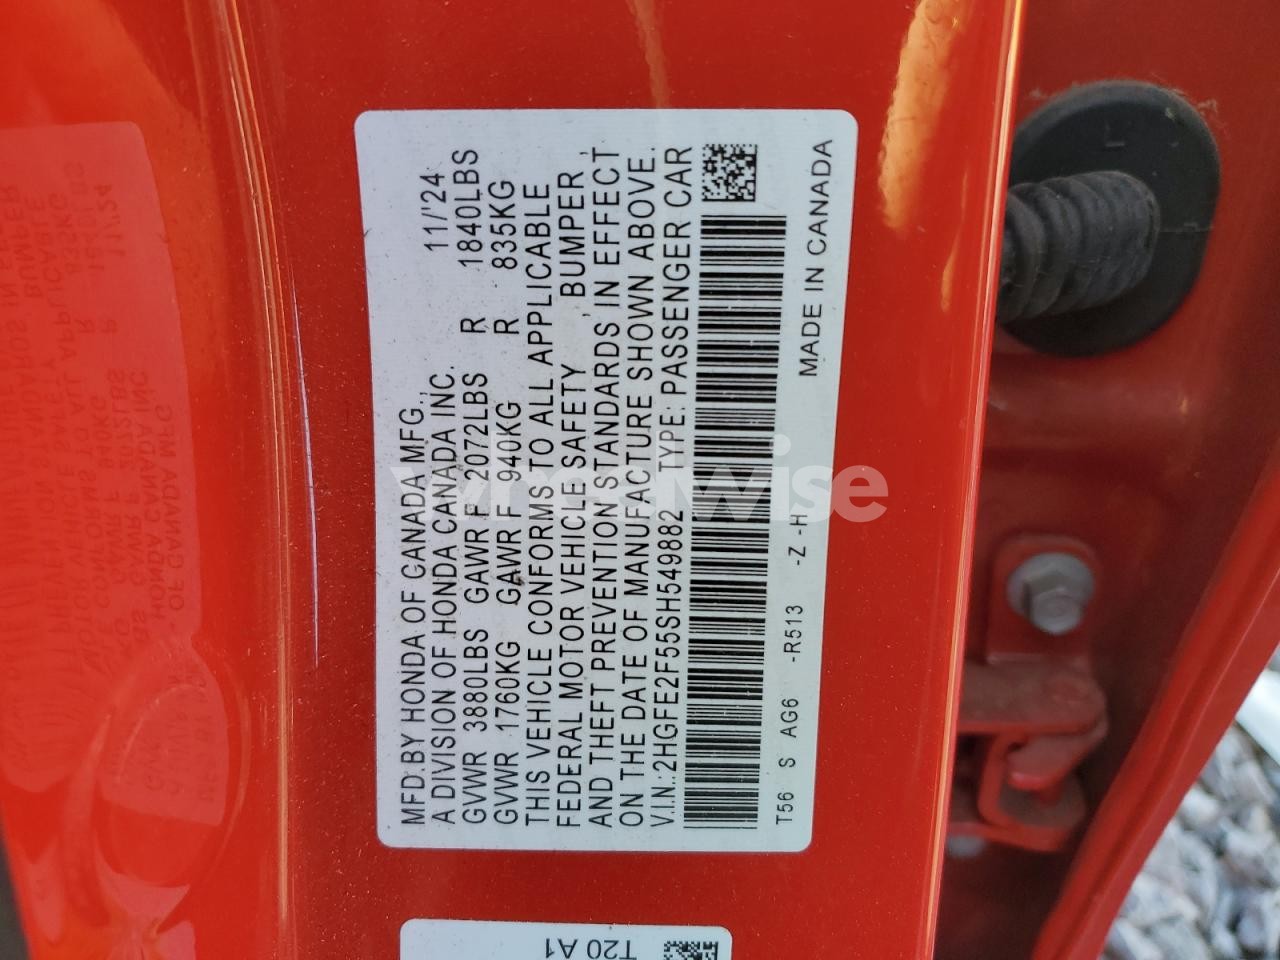 MFD.BY HONDA OF CANADA MFG., 11/'24
A DIVISION OF HONDA CANADA INC.
GVWR 3880LBS GAWR F 2072LBS R 1840LBS
GVWR 1760KG GAWR F 940KG R 835KG
THIS VEHICLE CONFORMS TO ALL APPLICABLE
FEDERAL MOTOR VEHICLE SAFETY , BUMPER ,
AND THEFT PREVENTION STANDARDS IN EFFECT
ON THE DATE OF MANUFACTURE SHOWN ABOVE.
V.I.N.:2HGFE2F55SH549882 TYPE: PASSENGER CAR
T56 S AG6 -R513 -Z -H
MADE IN CANADA
wheelwise
T20 A1
L